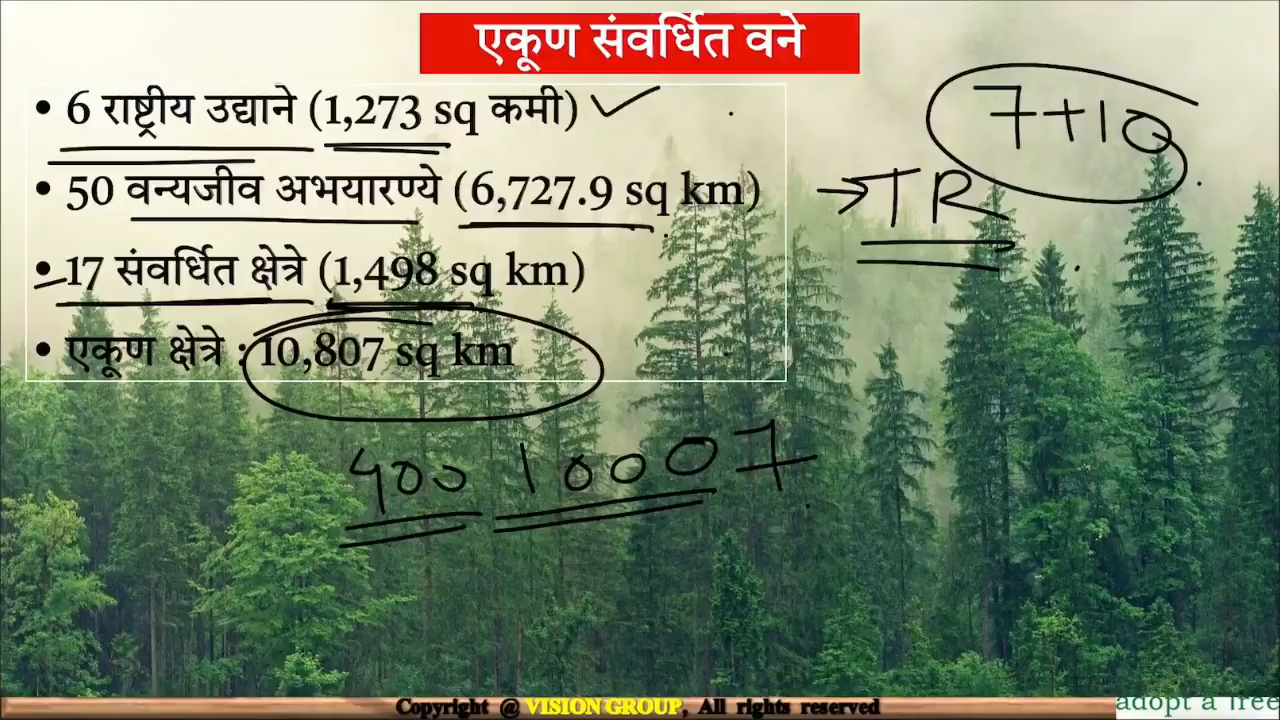 एकूण संवर्धित वने
• 6 राष्ट्रीय उद्याने (1,273 sq कमी)
7+10
• 50 वन्यजीव अभयारण्ये (6,727.9 sq km)
→TR
• 17 संवर्धित क्षेत्रे (1,498 sq km)
• एकूण क्षेत्रे : 10,807 sq km
400 10007
Copyright @ VISION GROUP, All rights reserved
adopt a tree